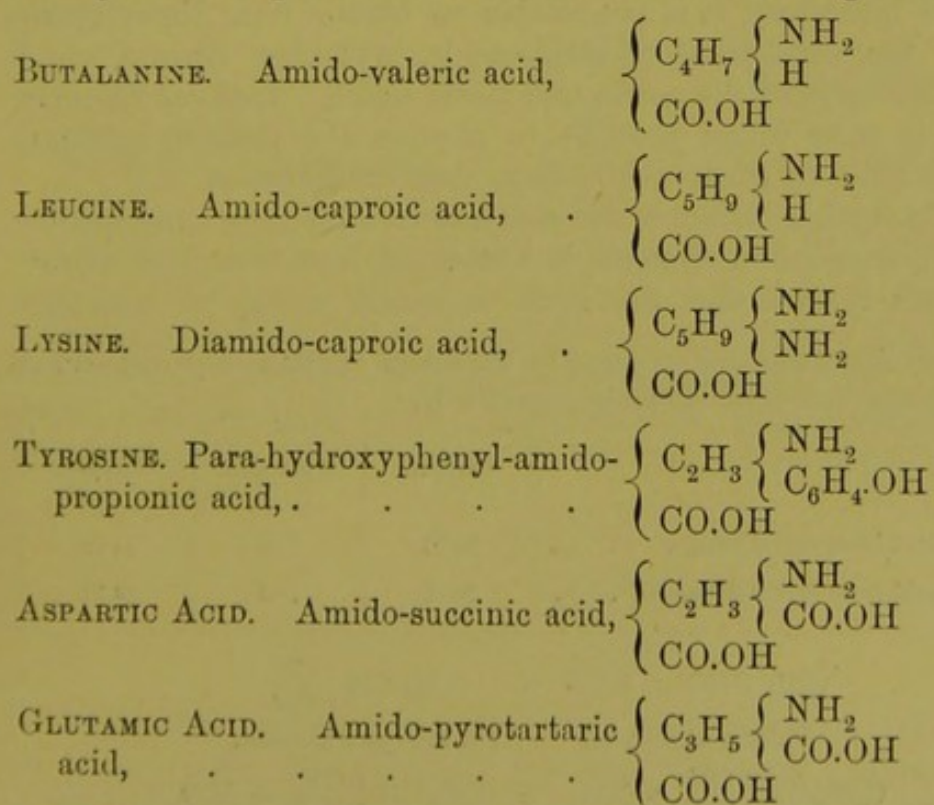 BUTALANINE. Amido-valeric acid, { C₄H₇ { NH₂
H
CO.OH
LEUCINE. Amido-caproic acid, . { C₅H₉ { NH₂
H
CO.OH
LYSINE. Diamido-caproic acid, . { C₅H₉ { NH₂
NH₂
CO.OH
TYROSINE. Para-hydroxyphenyl-amido- { C₂H₃ { NH₂
propionic acid, . . . . C₆H₄.OH
CO.OH
ASPARTIC ACID. Amido-succinic acid, { C₂H₃ { NH₂
CO.OH
CO.OH
GLUTAMIC ACID. Amido-pyrotartaric { C₃H₅ { NH₂
acid, . . . . . CO.OH
CO.OH